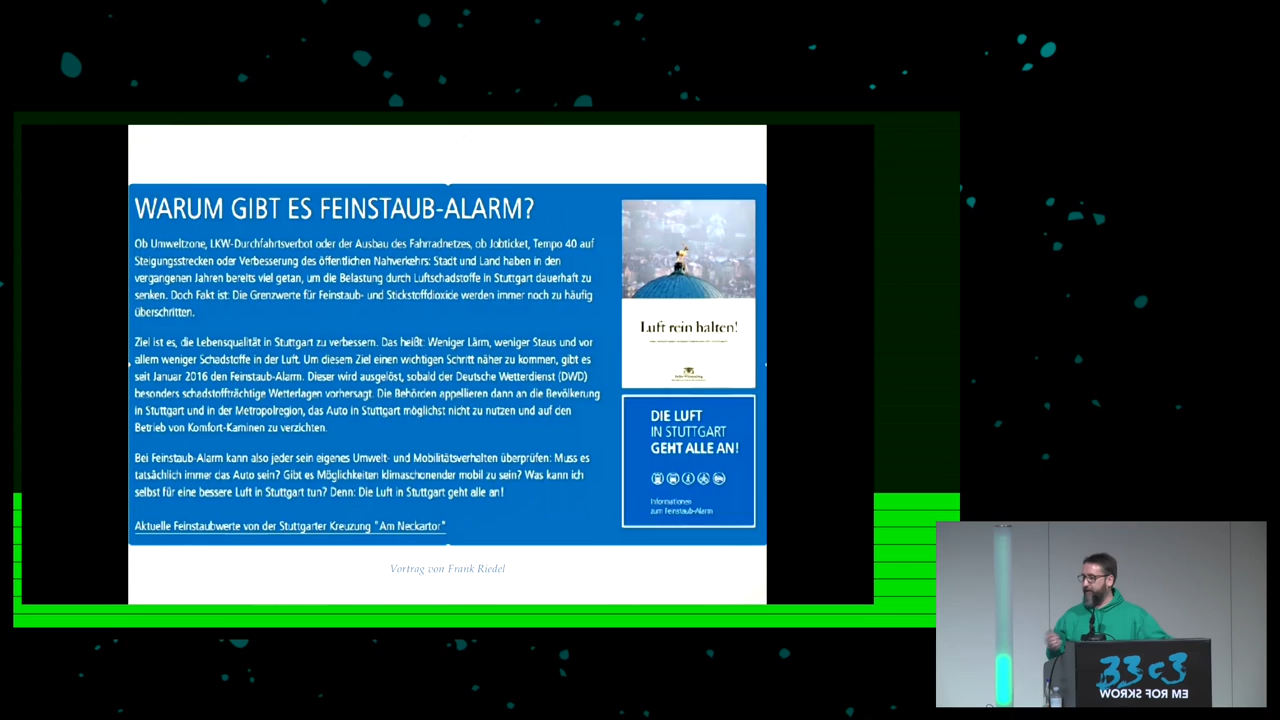 WARUM GIBT ES FEINSTAUB-ALARM?
Ob Umweltzone, LKW-Durchfahrtsverbot oder der Ausbau des Fahrradnetzes, ob Jobticket, Tempo 40 auf
Steigungsstrecken oder Verbesserung des öffentlichen Nahverkehrs: Stadt und Land haben in den
vergangenen Jahren bereits viel getan, um die Belastung durch Luftschadstoffe in Stuttgart dauerhaft zu
senken. Doch Fakt ist: Die Grenzwerte für Feinstaub- und Stickstoffdioxide werden immer noch zu häufig
überschritten.
Ziel ist es, die Lebensqualität in Stuttgart zu verbessern. Das heißt: Weniger Lärm, weniger Staus und vor
allem weniger Schadstoffe in der Luft. Um diesem Ziel einen wichtigen Schritt näher zu kommen, gibt es
seit Januar 2016 den Feinstaub-Alarm. Dieser wird ausgelöst, sobald der Deutsche Wetterdienst (DWD)
besonders schadstoffträchtige Wetterlagen vorhersagt. Die Behörden appellieren dann an die Bevölkerung
in Stuttgart und in der Metropolregion, das Auto in Stuttgart möglichst nicht zu nutzen und auf den
Betrieb von Komfort-Kaminen zu verzichten.
Bei Feinstaub-Alarm kann also jeder sein eigenes Umwelt- und Mobilitätsverhalten überprüfen: Muss es
tatsächlich immer das Auto sein? Gibt es Möglichkeiten klimaschonender mobil zu sein? Was kann ich
selbst für eine bessere Luft in Stuttgart tun? Denn: Die Luft in Stuttgart geht alle an!
Aktuelle Feinstaubwerte von der Stuttgarter Kreuzung "Am Neckartor"
Luft rein halten!
DIE LUFT
IN STUTTGART
GEHT ALLE AN!
Informationen
zum Feinstaub-Alarm
Vortrag von Frank Riedel
33c3
WORKS FOR ME